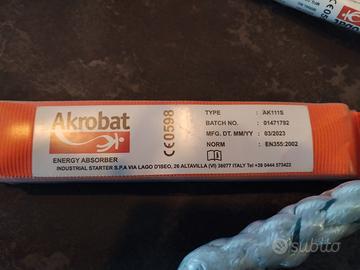 Akrobat
ENERGY ABSORBER
CE0598
TYPE : AK111S
BATCH NO. : 01471792
MFG. DT. MM/YY : 03/2023
NORM : EN355:2002
INDUSTRIAL STARTER S.P.A VIA LAGO D'ISEO, 26 ALTAVILLA (VI) 36077 ITALY Tel +39 0444 573423
subito